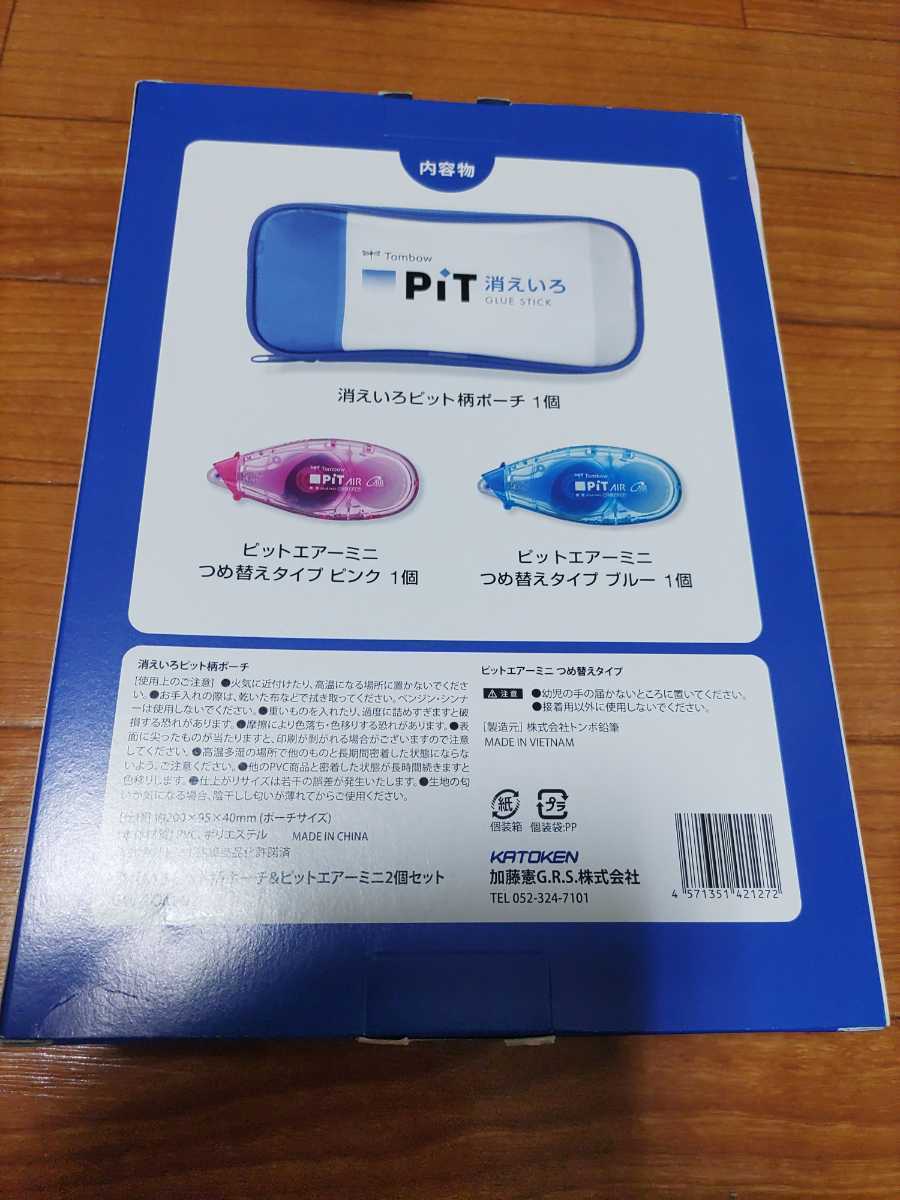 内容物
Tombow
PiT 消えいろ
GLUE STICK
消えいろピット柄ポーチ 1個
Tombow
PiT AIR
ピットエアーミニ
つめ替えタイプ ピンク 1個
Tombow
PiT AIR
ピットエアーミニ
つめ替えタイプ ブルー 1個
消えいろピット柄ポーチ
【使用上のご注意】●火気に近付けたり、高温になる場所に置かないでくださ
い。●お手入れの際は、乾いた布などで拭き取ってください。ベンジン・シンナ
ーは使用しないでください。●重いものを入れたり、過度に詰めすぎますと破
損する恐れがあります。●摩擦により色落ち・色移りする恐れがあります。●表
面に尖ったものが当たりますと、印刷が剥がれる場合がございますので注意
してください。●高温多湿の場所で他のものと長期間密着した状態にならな
いよう、ご注意ください。●他のPVC商品と密着した状態が長時間続きますと
色移りします。●仕上がりサイズは若干の誤差が発生いたします。●生地の匂
いが気になる場合、陰干しし匂いが薄れてからご使用ください。
約200×95×40mm(ポーチサイズ)
PVC、ポリエステル MADE IN CHINA
商品化許諾済
ポーチ&ピットエアーミニ2個セット
ピットエアーミニ つめ替えタイプ
注意 ●幼児の手の届かないところに置いてください。
●接着用以外に使用しないでください。
[製造元] 株式会社トンボ鉛筆
MADE IN VIETNAM
紙 プラ
個装箱 個装袋:PP
KATOKEN
加藤憲G.R.S.株式会社
TEL 052-324-7101
4 571351 421272